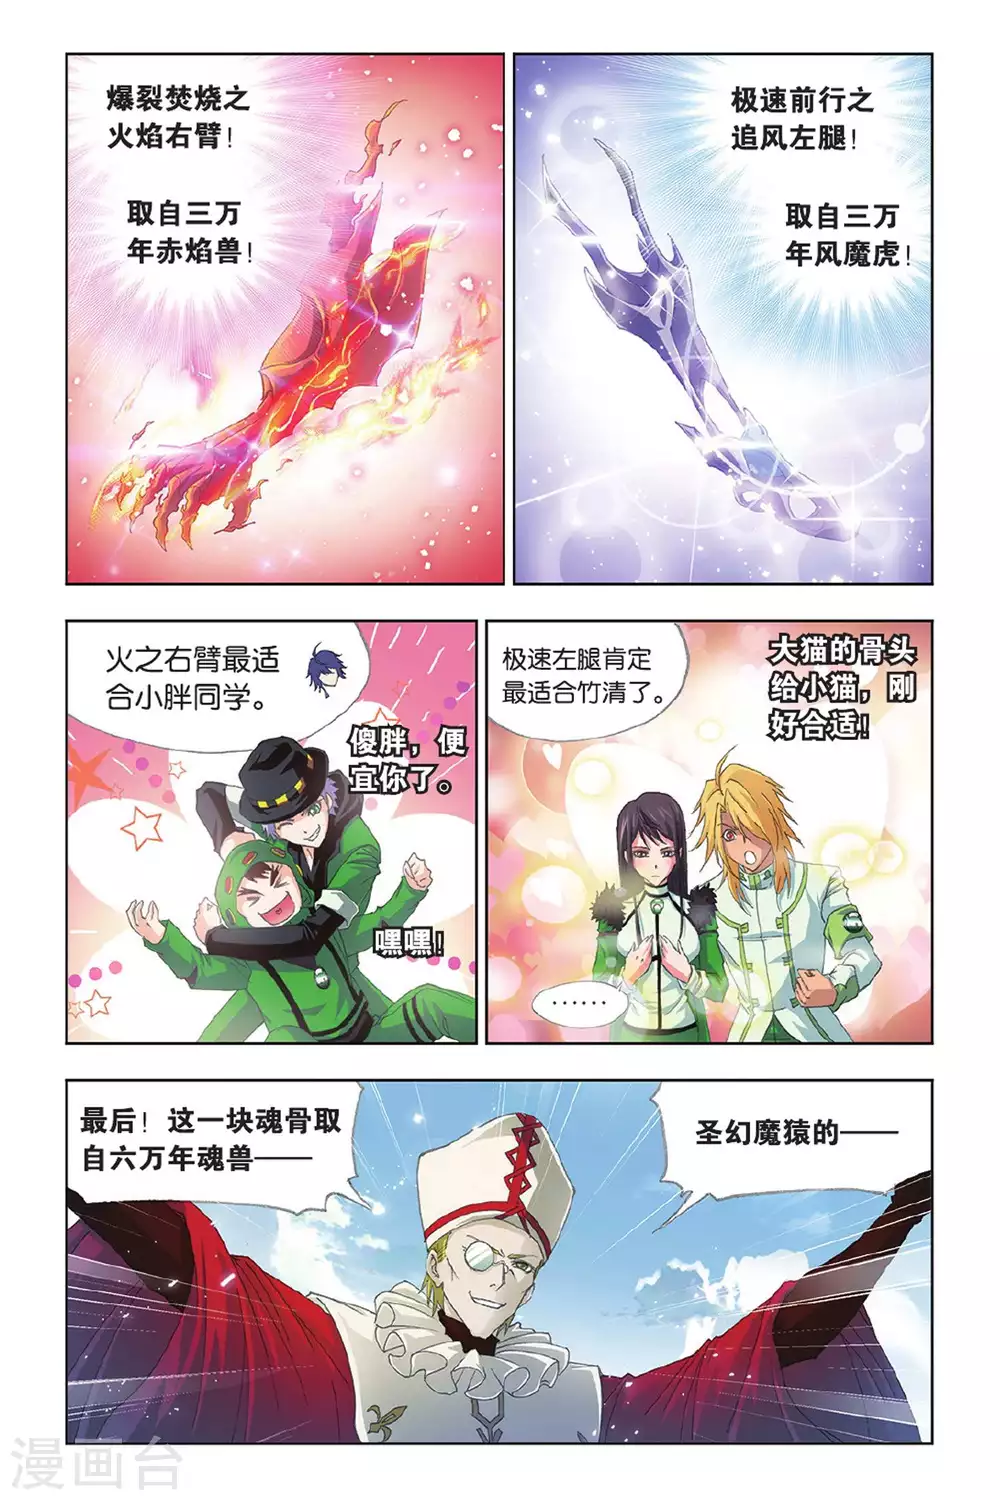 爆裂焚烧之
火焰右臂！
取自三万
年赤焰兽！
极速前行之
追风左腿！
取自三万
年风魔虎！
火之右臂最适
合小胖同学。
傻胖，便
宜你了。
嘿嘿！
极速左腿肯定
最适合竹清了。
大猫的骨头
给小猫，刚
好合适！
……
最后！这一块魂骨取
自六万年魂兽——
圣幻魔猿的——
漫画台